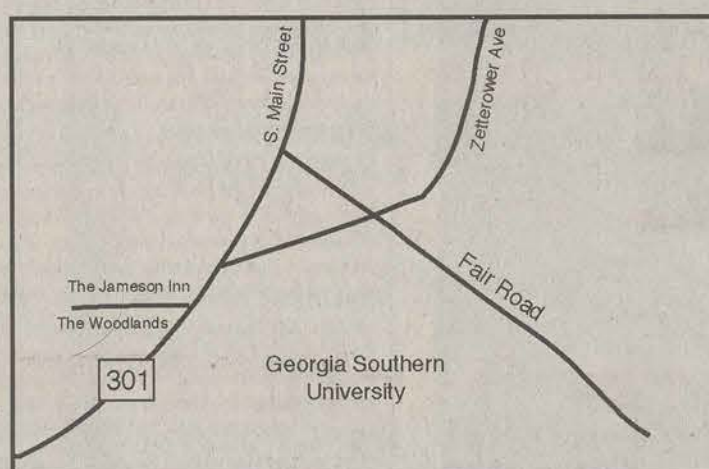 S. Main Street
Zetterower Ave
Fair Road
The Jameson Inn
The Woodlands
301
Georgia Southern
University